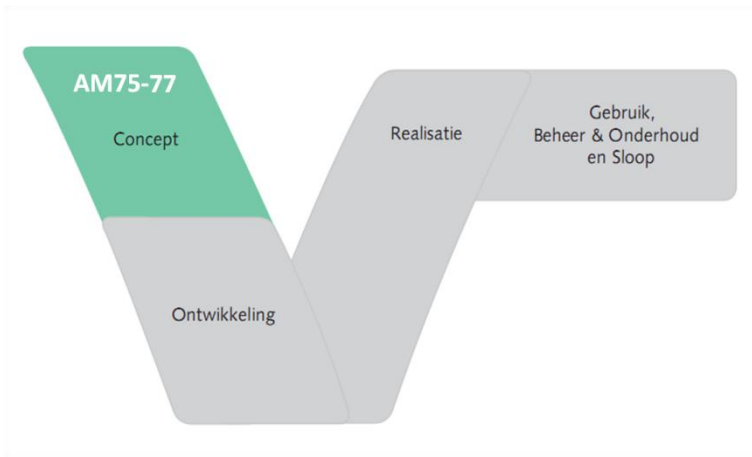 AM75-77
Concept
Ontwikkeling
Realisatie
Gebruik,
Beheer & Onderhoud
en Sloop